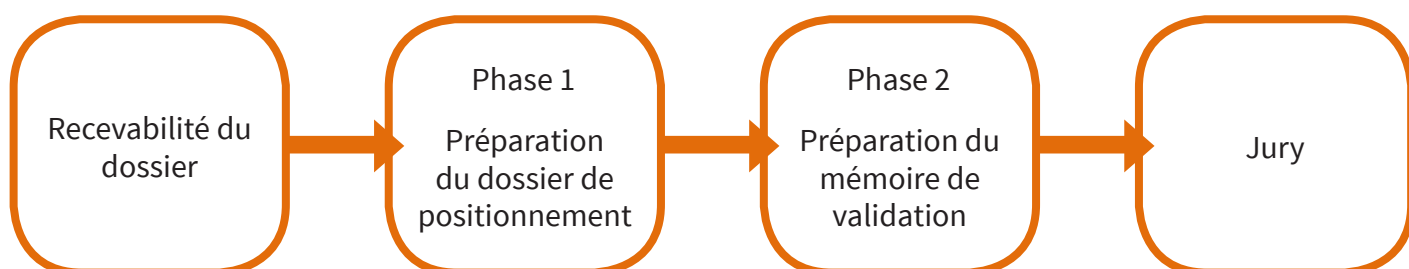 Recevabilité du
dossier
Phase 1
Préparation
du dossier de
positionnement
Phase 2
Préparation du
mémoire de
validation
Jury